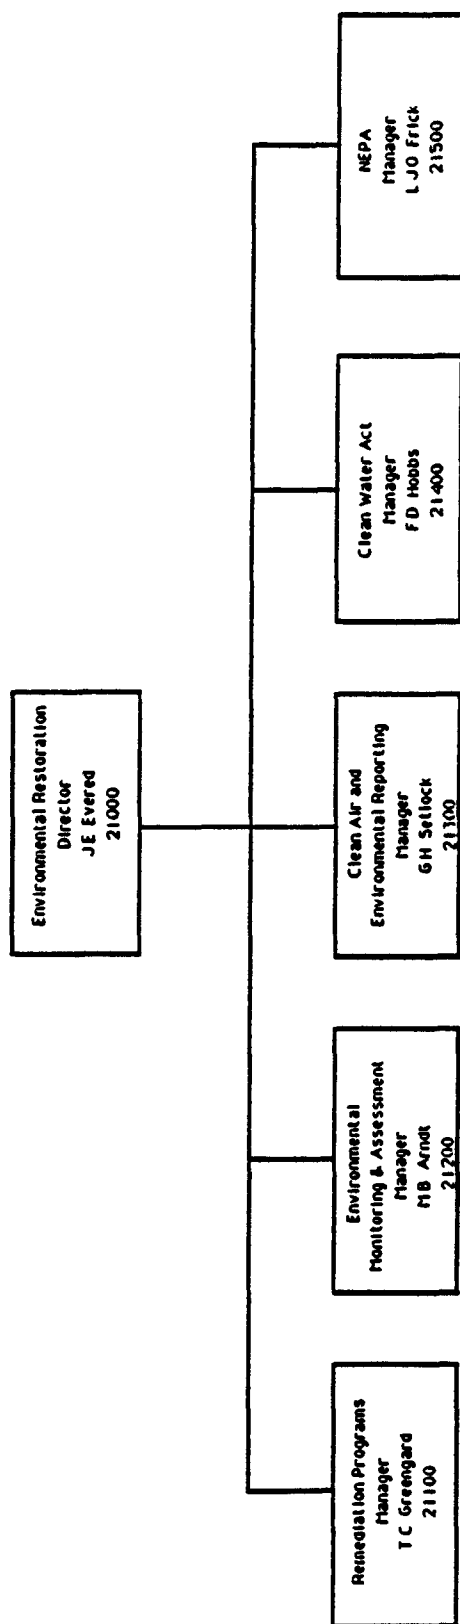 Environmental Restoration
Director
JE Evered
21000
Remediation Programs
Manager
TC Greengard
21100
Environmental
Monitoring & Assessment
Manager
MB Arndt
21200
Clean Air and
Environmental Reporting
Manager
GH Setlock
21300
Clean Water Act
Manager
FD Hobbs
21400
NEPA
Manager
LJO Frick
21500